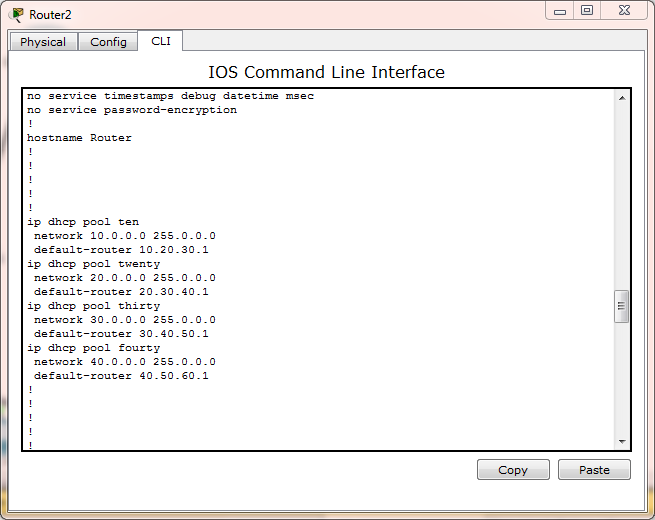 Router2
Physical Config CLI
IOS Command Line Interface
no service timestamps debug datetime msec
no service password-encryption
!
hostname Router
!
!
!
!
!
ip dhcp pool ten
network 10.0.0.0 255.0.0.0
default-router 10.20.30.1
ip dhcp pool twenty
network 20.0.0.0 255.0.0.0
default-router 20.30.40.1
ip dhcp pool thirty
network 30.0.0.0 255.0.0.0
default-router 30.40.50.1
ip dhcp pool fourty
network 40.0.0.0 255.0.0.0
default-router 40.50.60.1
!
!
!
!
!
Copy Paste